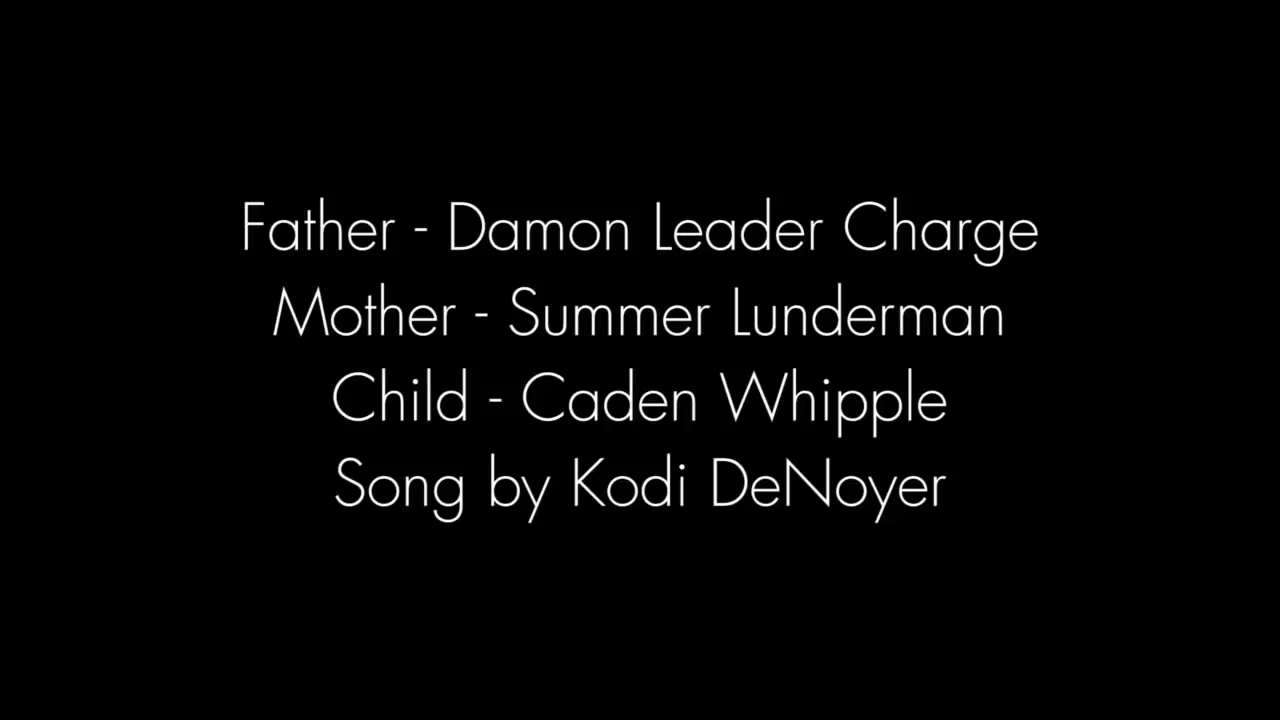 Father - Damon Leader Charge
Mother - Summer Lunderman
Child - Caden Whipple
Song by Kodi DeNoyer